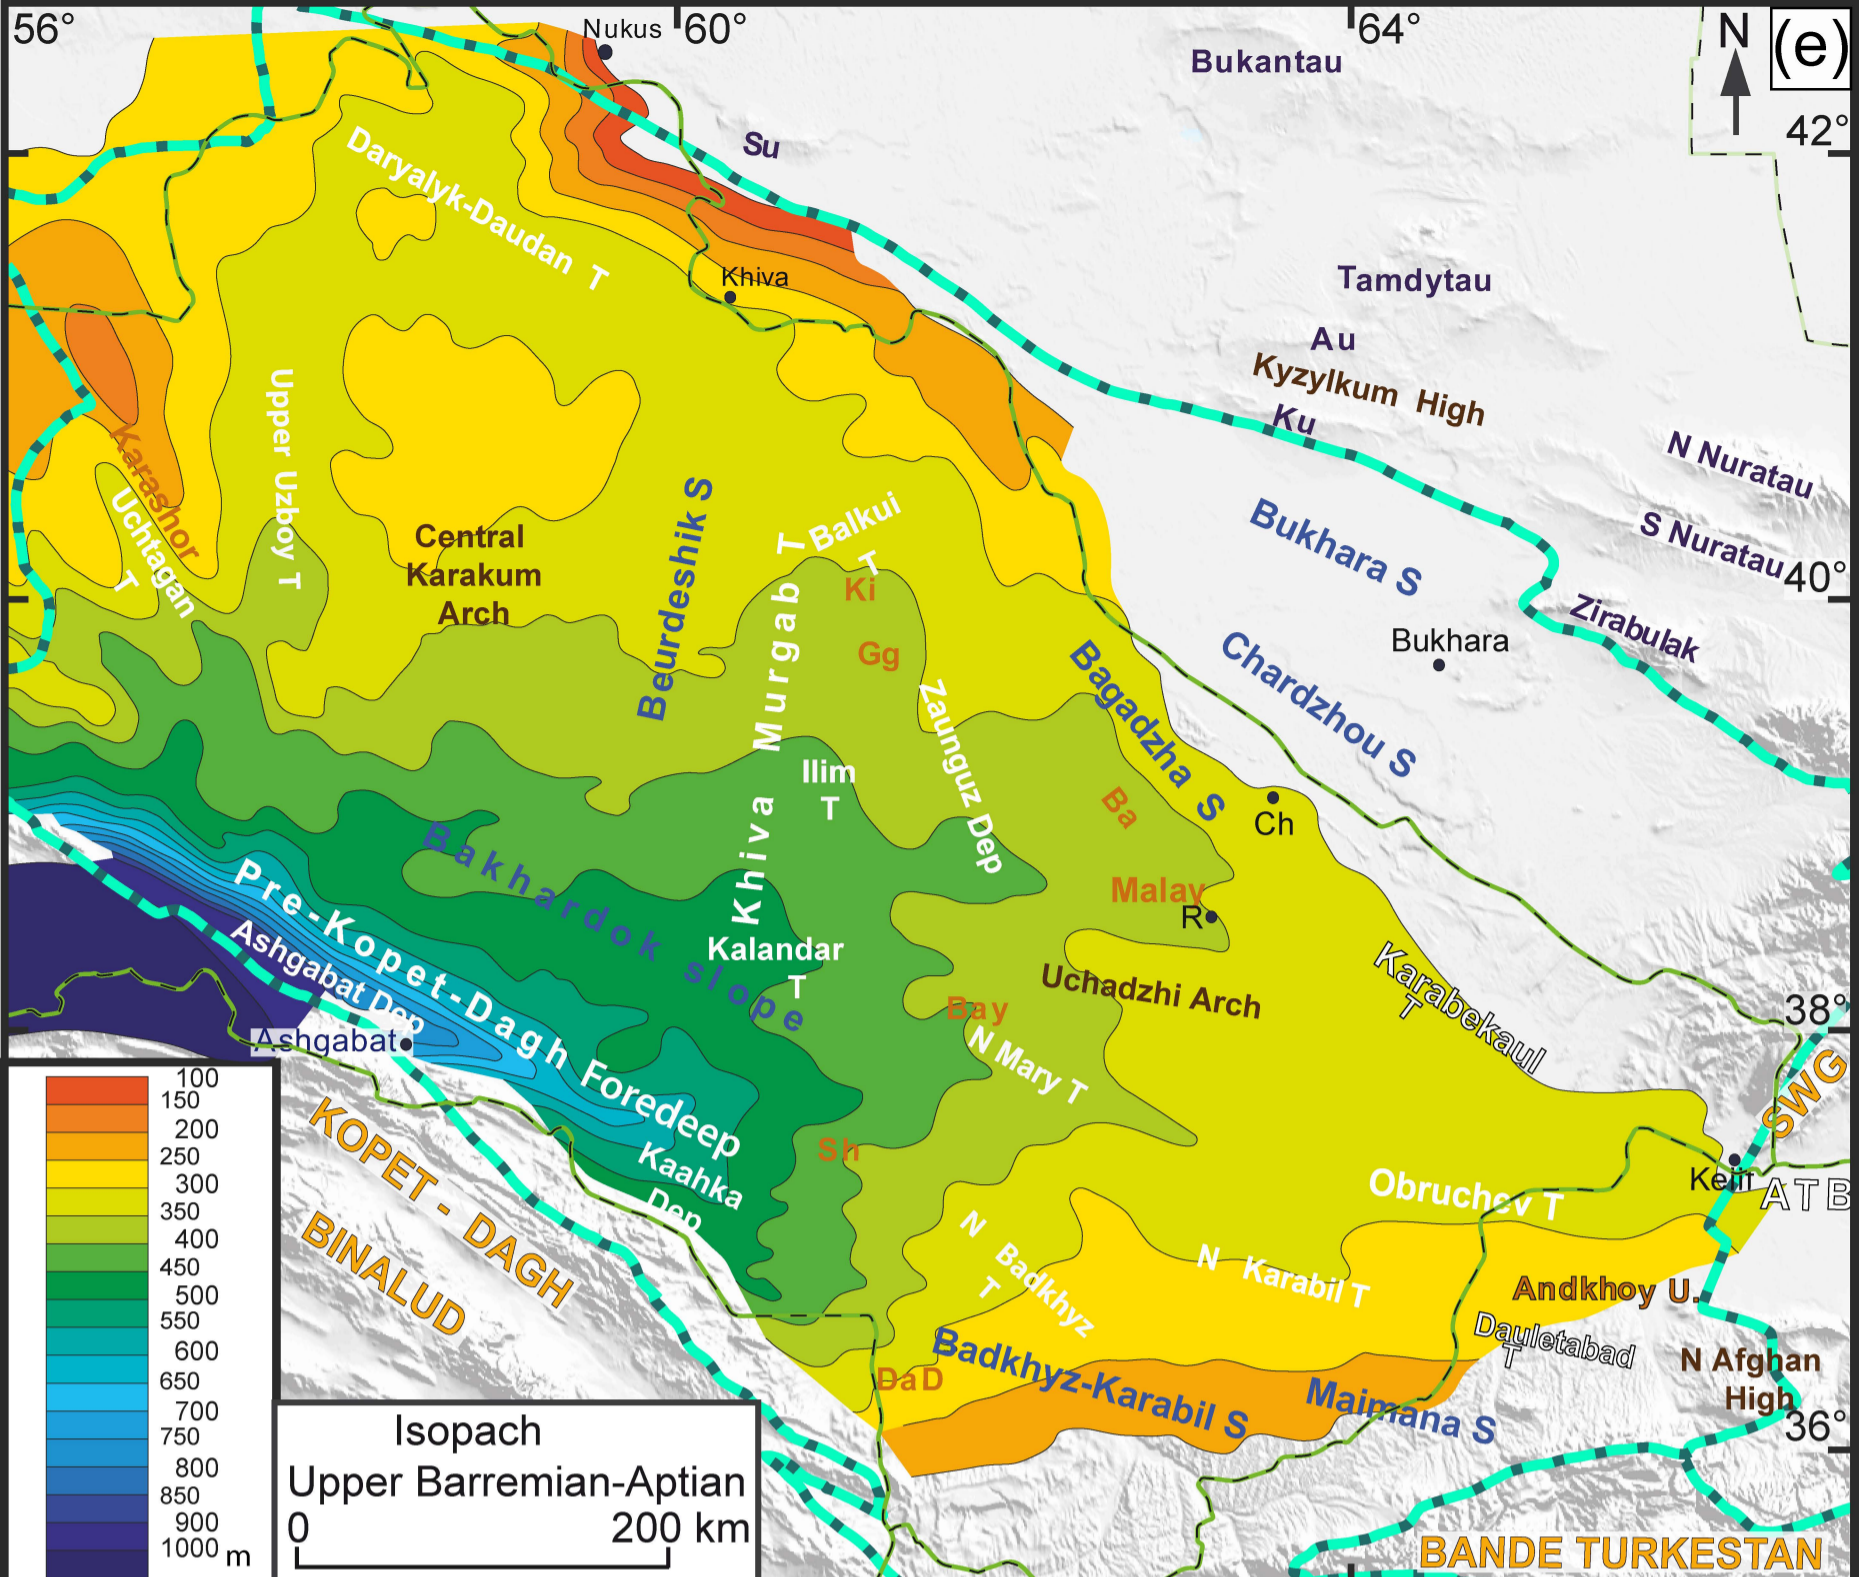 56°
Nukus
60°
64°
N
(e)
Bukantau
42°
Su
Daryalyk-Daudan T
Khiva
Tamdytau
Au
Kyzylkum High
Ku
N Nuratau
S Nuratau
40°
Karashor
Uchtagan
T
Upper Uzboy T
Central
Karakum
Arch
Beurdeshik S
Balkui
T
Ki
Gg
Khiva Murgab T
Bukhara S
Zirabulak
Bukhara
Chardzhou S
Bagadzha S
Zaunguz Dep
Ilim
T
Ba
Ch
Bakhardok slope
Malay
R
Pre-Kopet-Dagh Foredeep
Ashgabat Dep
Ashgabat
Kalandar
T
Bay
Uchadzhi Arch
N Mary T
Karabekaul
T
38°
SWG
Kelif
ATB
Sh
Kaahka
Dep
KOPET - DAGH
BINALUD
Obruchev T
N Badkhyz
T
N Karabil T
Andkhoy U.
Dauletabad
T
N Afghan
High
DaD
Badkhyz-Karabil S
Maimana S
36°
BANDE TURKESTAN
100
150
200
250
300
350
400
450
500
550
600
650
700
750
800
850
900
1000 m
Isopach
Upper Barremian-Aptian
0 200 km